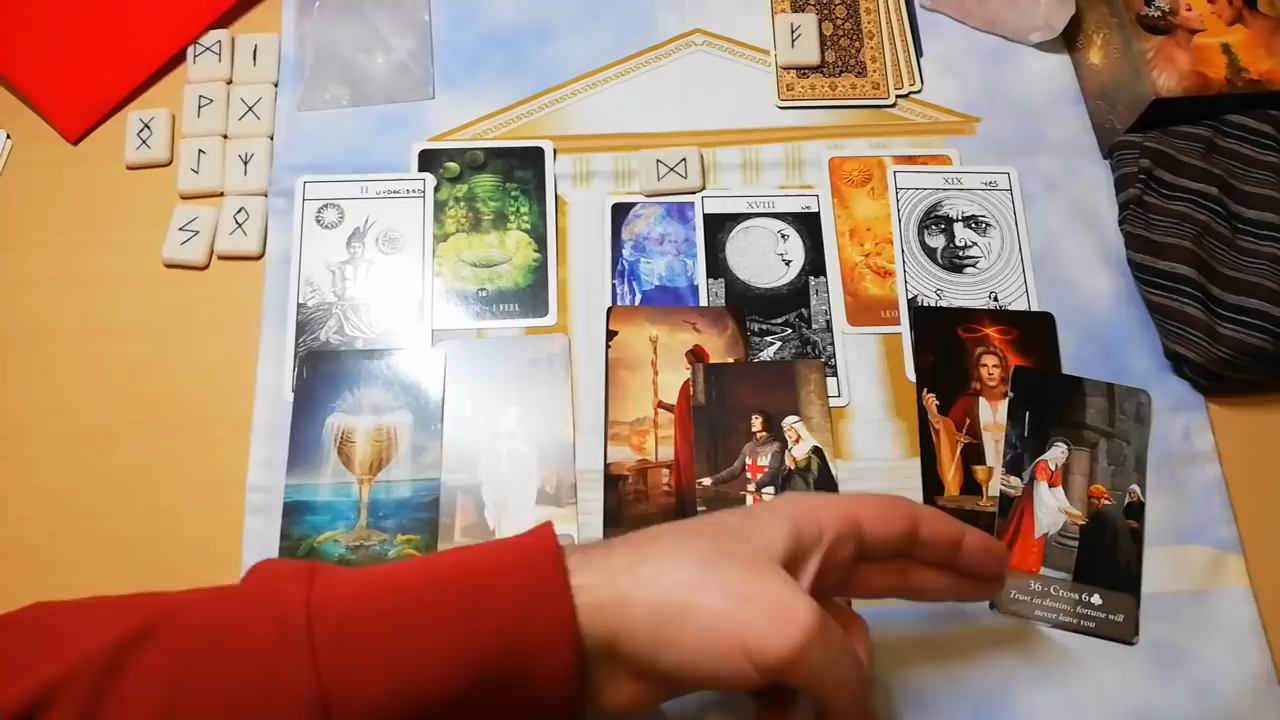 II UNDECIDED
XVIII NO
XIX YES
I FEEL
LEO
36 - Cross 6♣
Trust in destiny, fortune will
never leave you